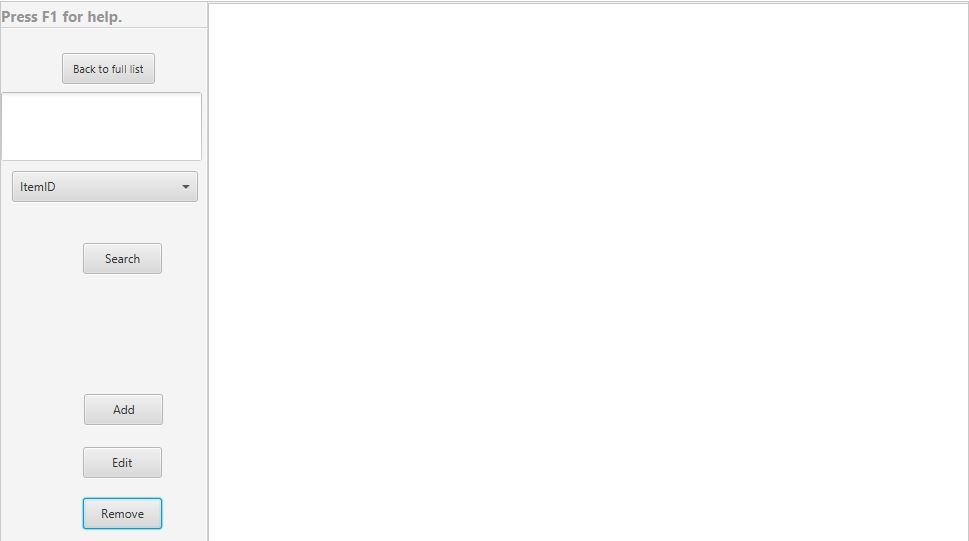 Press F1 for help.
Back to full list
ItemID
Search
Add
Edit
Remove